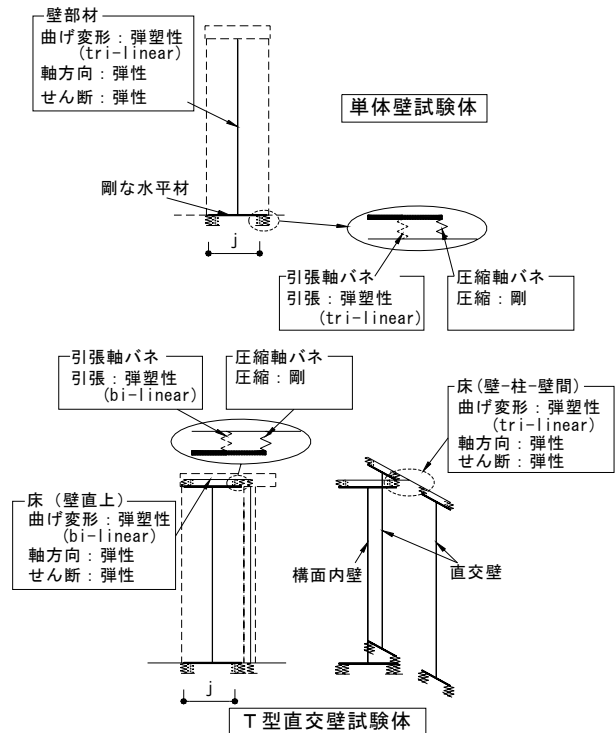 壁部材
曲げ変形：弾塑性
(tri-linear)
軸方向：弾性
せん断：弾性
単体壁試験体
剛な水平材
j
引張軸バネ
引張：弾塑性
(tri-linear)
圧縮軸バネ
圧縮：剛
引張軸バネ
引張：弾塑性
(bi-linear)
圧縮軸バネ
圧縮：剛
床(壁-柱-壁間)
曲げ変形：弾塑性
(tri-linear)
軸方向：弾性
せん断：弾性
床（壁直上）
曲げ変形：弾塑性
(bi-linear)
軸方向：弾性
せん断：弾性
構面内壁
直交壁
j
T型直交壁試験体